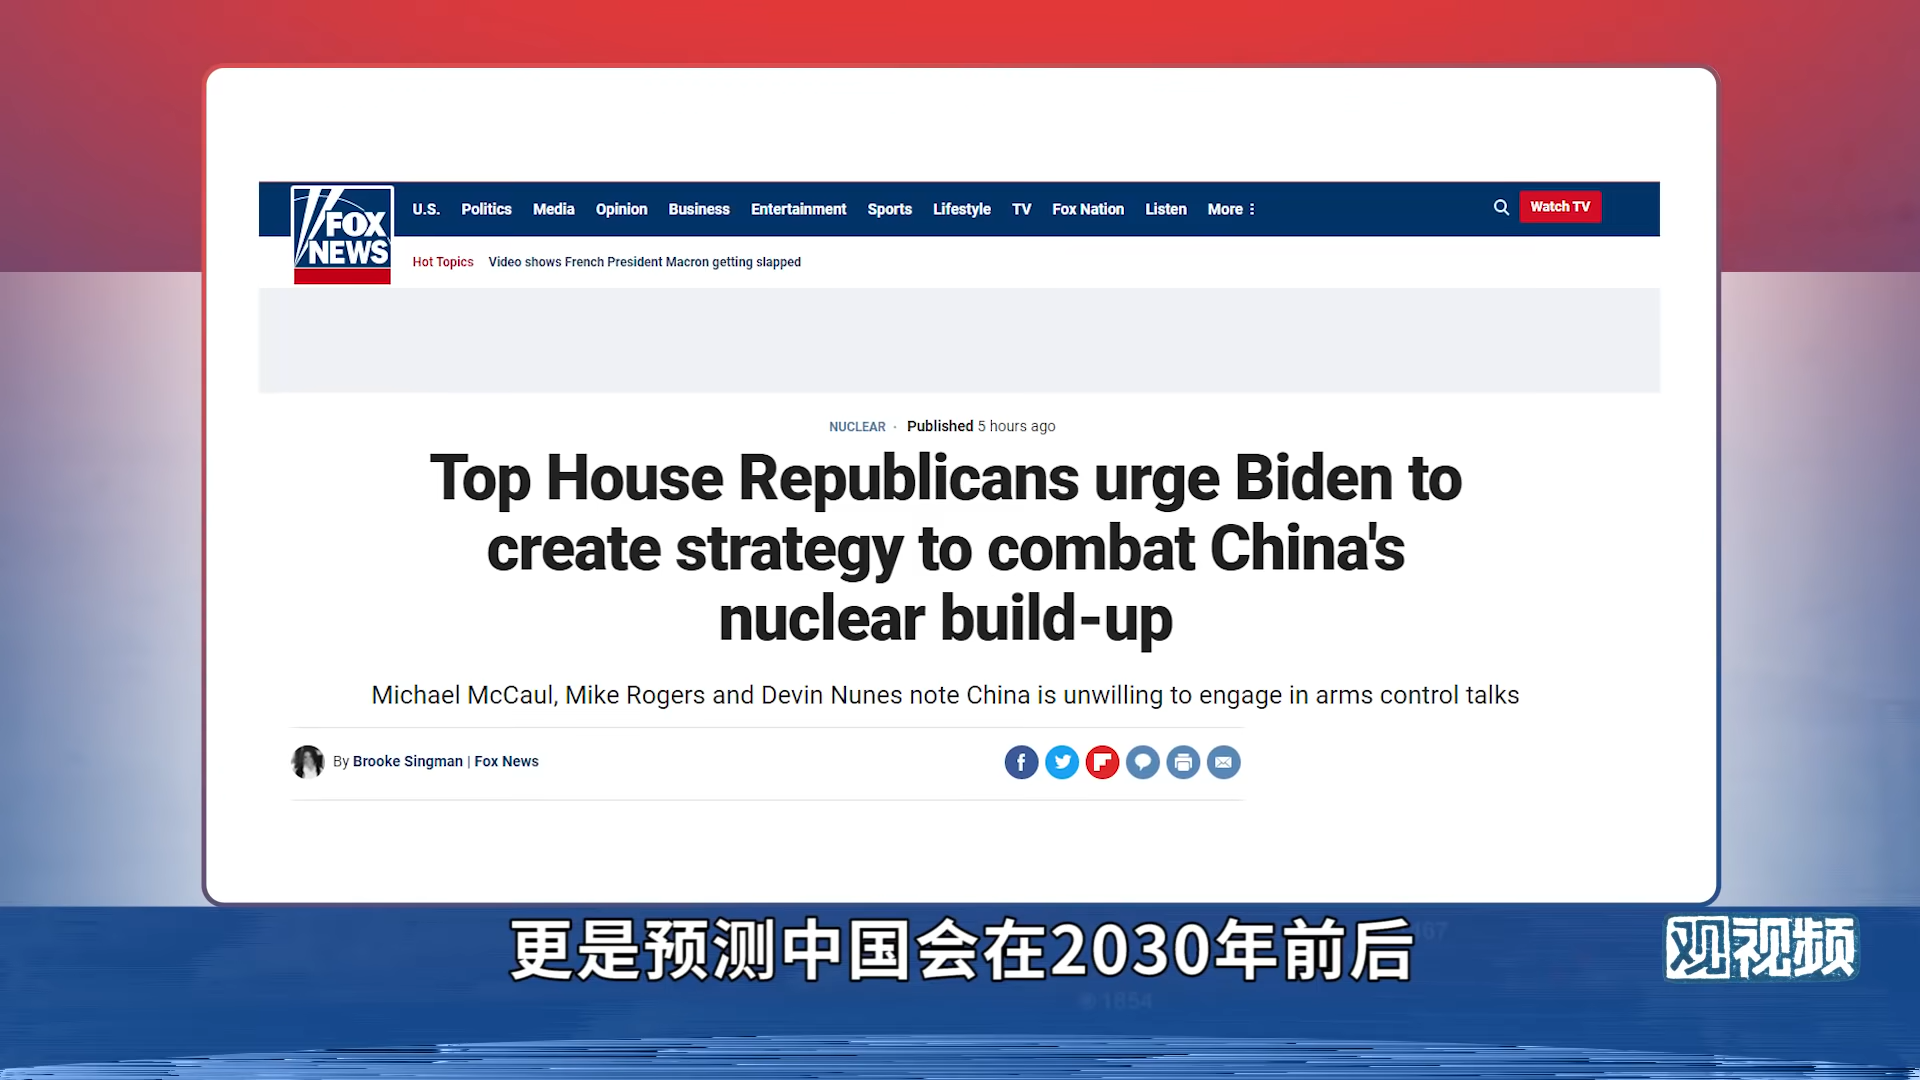 FOX
NEWS
U.S. Politics Media Opinion Business Entertainment Sports Lifestyle TV Fox Nation Listen More
Watch TV
Hot Topics Video shows French President Macron getting slapped
NUCLEAR · Published 5 hours ago
Top House Republicans urge Biden to
create strategy to combat China's
nuclear build-up
Michael McCaul, Mike Rogers and Devin Nunes note China is unwilling to engage in arms control talks
By Brooke Singman | Fox News
更是预测中国会在2030年前后
观视频
1854